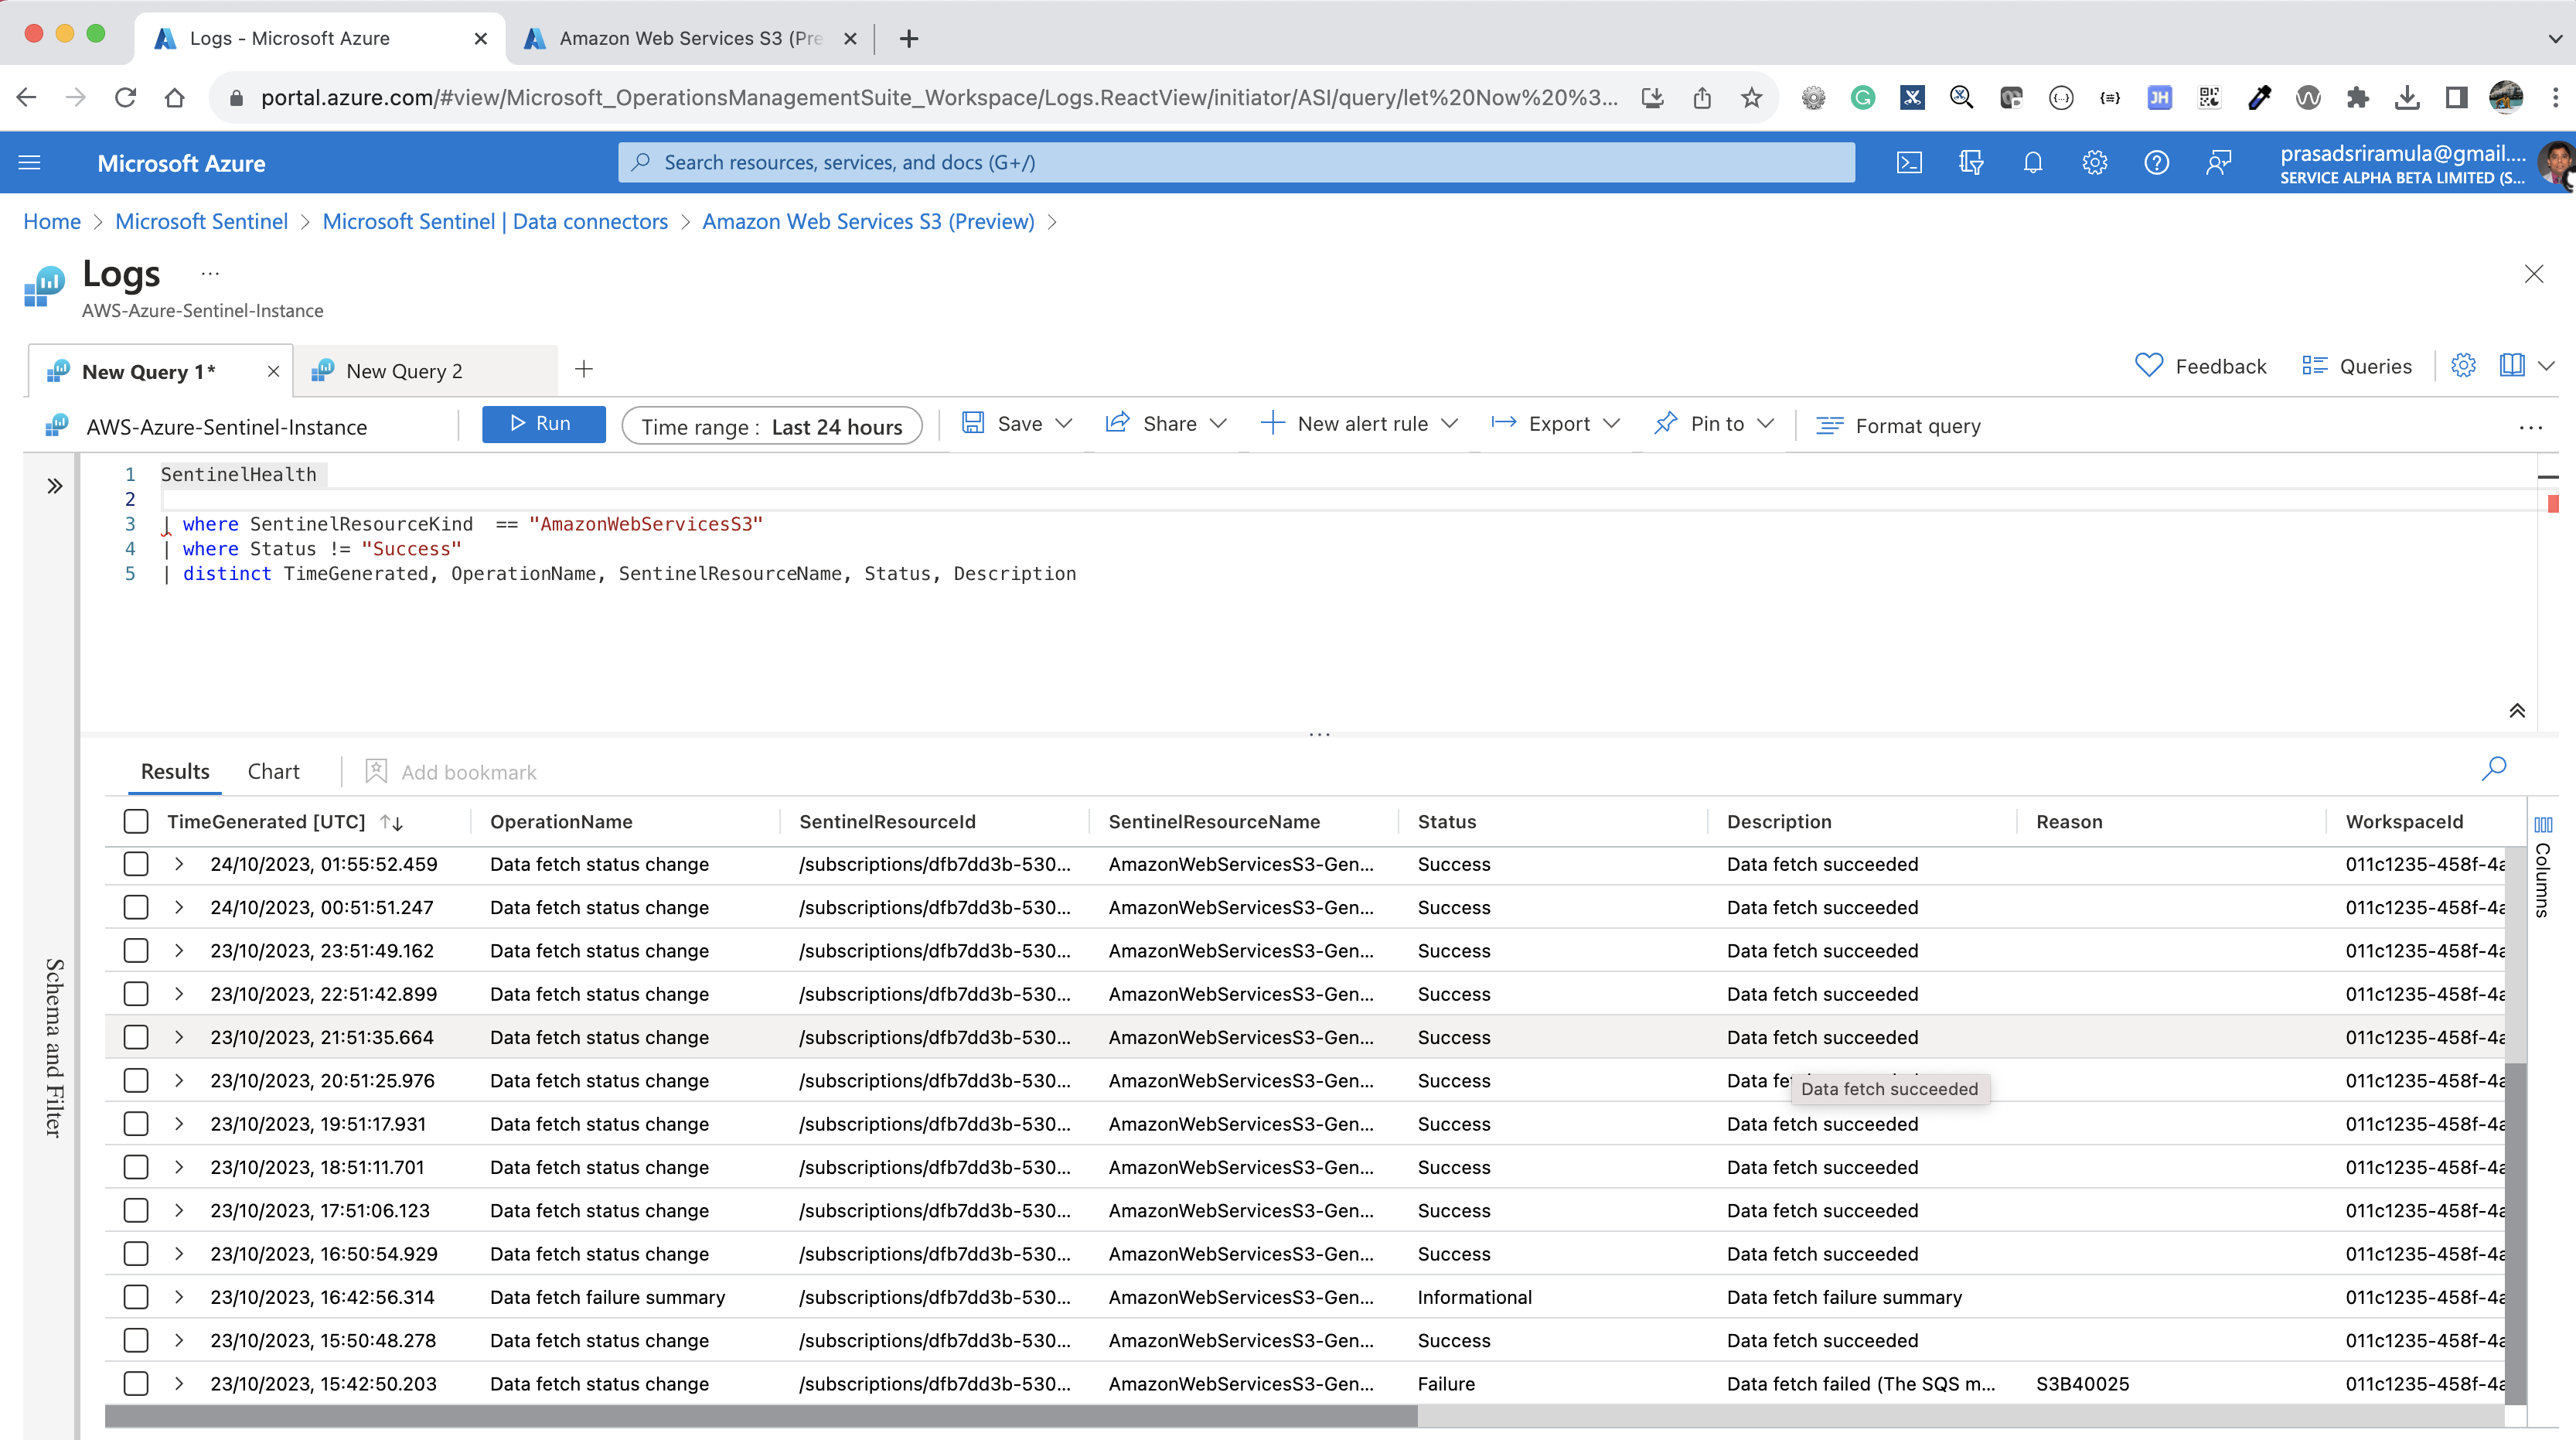 Logs - Microsoft Azure
Amazon Web Services S3 (Pre
portal.azure.com/#view/Microsoft_OperationsManagementSuite_Workspace/Logs.ReactView/initiator/ASI/query/let%20Now%20%3...
JH
Microsoft Azure
Search resources, services, and docs (G+/)
prasadsriramula@gmail....
SERVICE ALPHA BETA LIMITED (S...
Home > Microsoft Sentinel > Microsoft Sentinel | Data connectors > Amazon Web Services S3 (Preview) >
Logs ...
AWS-Azure-Sentinel-Instance
New Query 1*
New Query 2
Feedback
Queries
AWS-Azure-Sentinel-Instance
Run
Time range : Last 24 hours
Save
Share
New alert rule
Export
Pin to
Format query
...
1 SentinelHealth
2
3 | where SentinelResourceKind  == "AmazonWebServicesS3"
4 | where Status != "Success"
5 | distinct TimeGenerated, OperationName, SentinelResourceName, Status, Description
Schema and Filter
...
Results
Chart
Add bookmark
TimeGenerated [UTC] OperationName SentinelResourceId SentinelResourceName Status Description Reason WorkspaceId
24/10/2023, 01:55:52.459 Data fetch status change /subscriptions/dfb7dd3b-530... AmazonWebServicesS3-Gen... Success Data fetch succeeded 011c1235-458f-4a
24/10/2023, 00:51:51.247 Data fetch status change /subscriptions/dfb7dd3b-530... AmazonWebServicesS3-Gen... Success Data fetch succeeded 011c1235-458f-4a
23/10/2023, 23:51:49.162 Data fetch status change /subscriptions/dfb7dd3b-530... AmazonWebServicesS3-Gen... Success Data fetch succeeded 011c1235-458f-4a
23/10/2023, 22:51:42.899 Data fetch status change /subscriptions/dfb7dd3b-530... AmazonWebServicesS3-Gen... Success Data fetch succeeded 011c1235-458f-4a
23/10/2023, 21:51:35.664 Data fetch status change /subscriptions/dfb7dd3b-530... AmazonWebServicesS3-Gen... Success Data fetch succeeded 011c1235-458f-4a
23/10/2023, 20:51:25.976 Data fetch status change /subscriptions/dfb7dd3b-530... AmazonWebServicesS3-Gen... Success Data fe 011c1235-458f-4a
Data fetch succeeded
23/10/2023, 19:51:17.931 Data fetch status change /subscriptions/dfb7dd3b-530... AmazonWebServicesS3-Gen... Success Data fetch succeeded 011c1235-458f-4a
23/10/2023, 18:51:11.701 Data fetch status change /subscriptions/dfb7dd3b-530... AmazonWebServicesS3-Gen... Success Data fetch succeeded 011c1235-458f-4a
23/10/2023, 17:51:06.123 Data fetch status change /subscriptions/dfb7dd3b-530... AmazonWebServicesS3-Gen... Success Data fetch succeeded 011c1235-458f-4a
23/10/2023, 16:50:54.929 Data fetch status change /subscriptions/dfb7dd3b-530... AmazonWebServicesS3-Gen... Success Data fetch succeeded 011c1235-458f-4a
23/10/2023, 16:42:56.314 Data fetch failure summary /subscriptions/dfb7dd3b-530... AmazonWebServicesS3-Gen... Informational Data fetch failure summary 011c1235-458f-4a
23/10/2023, 15:50:48.278 Data fetch status change /subscriptions/dfb7dd3b-530... AmazonWebServicesS3-Gen... Success Data fetch succeeded 011c1235-458f-4a
23/10/2023, 15:42:50.203 Data fetch status change /subscriptions/dfb7dd3b-530... AmazonWebServicesS3-Gen... Failure Data fetch failed (The SQS m... S3B40025 011c1235-458f-4a
Columns